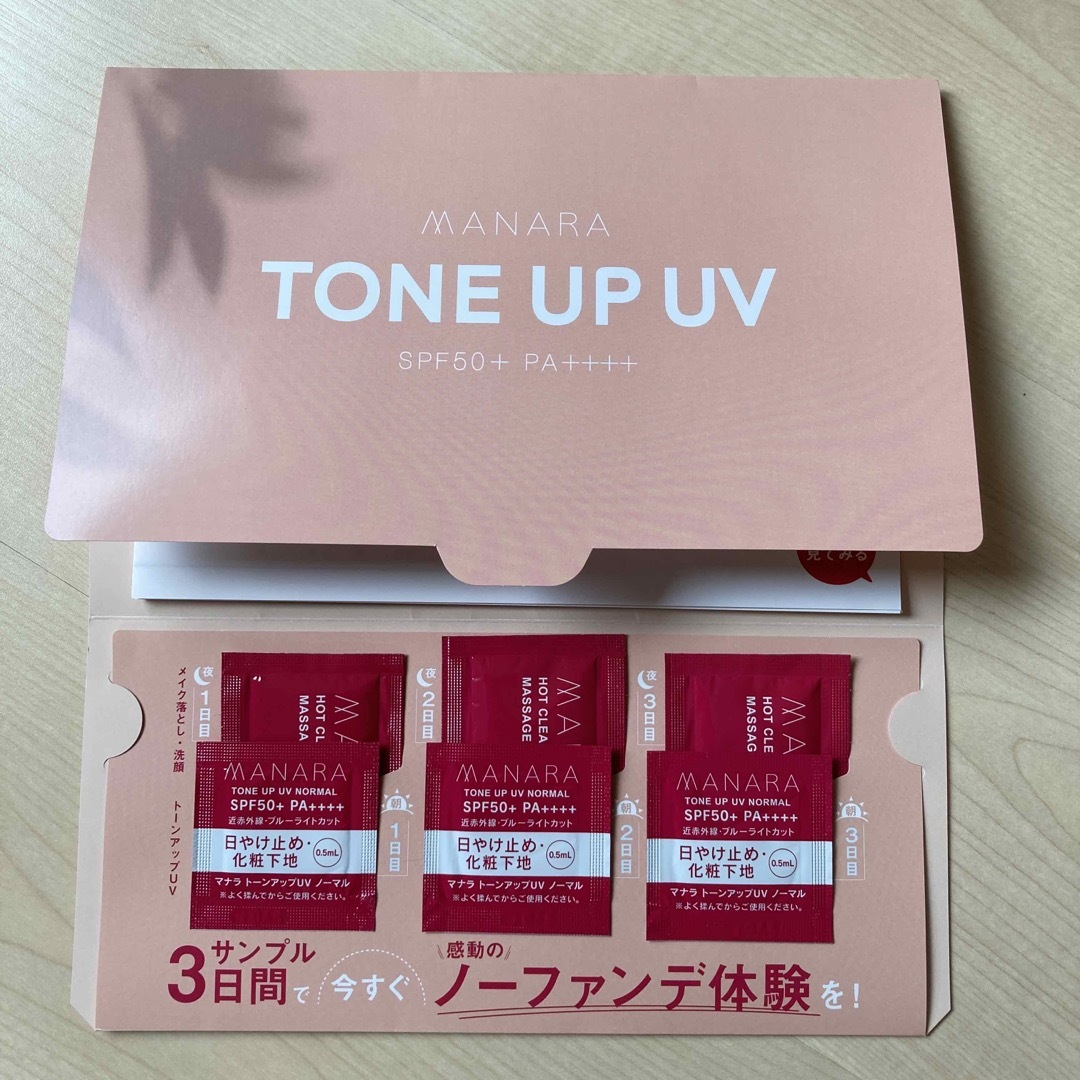 MANARA
TONE UP UV
SPF50+ PA++++
見てみる
メイク落とし・洗顔
トーンアップUV
夜
1日目
HOT CLE
MASSA
MA
夜
2日目
HOT CLEA
MASSAGE
MA
夜
3日目
HOT CLE
MASSAG
MA
MANARA
TONE UP UV NORMAL
SPF50+ PA++++
近赤外線・ブルーライトカット
日やけ止め・
化粧下地
0.5mL
マナラ トーンアップUV ノーマル
※よく揉んでからご使用ください。
朝
1日目
MANARA
TONE UP UV NORMAL
SPF50+ PA++++
近赤外線・ブルーライトカット
日やけ止め・
化粧下地
0.5mL
マナラ トーンアップUV ノーマル
※よく揉んでからご使用ください。
朝
2日目
MANARA
TONE UP UV NORMAL
SPF50+ PA++++
近赤外線・ブルーライトカット
日やけ止め・
化粧下地
0.5mL
マナラ トーンアップUV ノーマル
※よく揉んでからご使用ください。
朝
3日目
サンプル
3日間で今すぐ
感動の
ノーファンデ体験を!